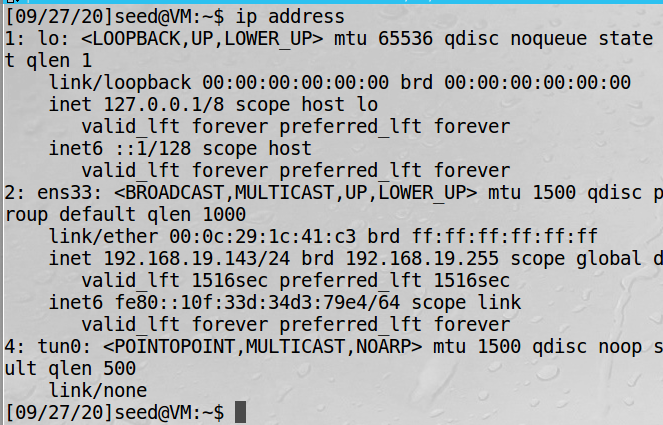 [09/27/20]seed@VM:~$ ip address
1: lo: <LOOPBACK,UP,LOWER_UP> mtu 65536 qdisc noqueue state
t qlen 1
    link/loopback 00:00:00:00:00:00 brd 00:00:00:00:00:00
    inet 127.0.0.1/8 scope host lo
       valid_lft forever preferred_lft forever
    inet6 ::1/128 scope host
       valid_lft forever preferred_lft forever
2: ens33: <BROADCAST,MULTICAST,UP,LOWER_UP> mtu 1500 qdisc p
roup default qlen 1000
    link/ether 00:0c:29:1c:41:c3 brd ff:ff:ff:ff:ff:ff
    inet 192.168.19.143/24 brd 192.168.19.255 scope global d
       valid_lft 1516sec preferred_lft 1516sec
    inet6 fe80::10f:33d:34d3:79e4/64 scope link
       valid_lft forever preferred_lft forever
4: tun0: <POINTOPOINT,MULTICAST,NOARP> mtu 1500 qdisc noop s
ult qlen 500
    link/none
[09/27/20]seed@VM:~$